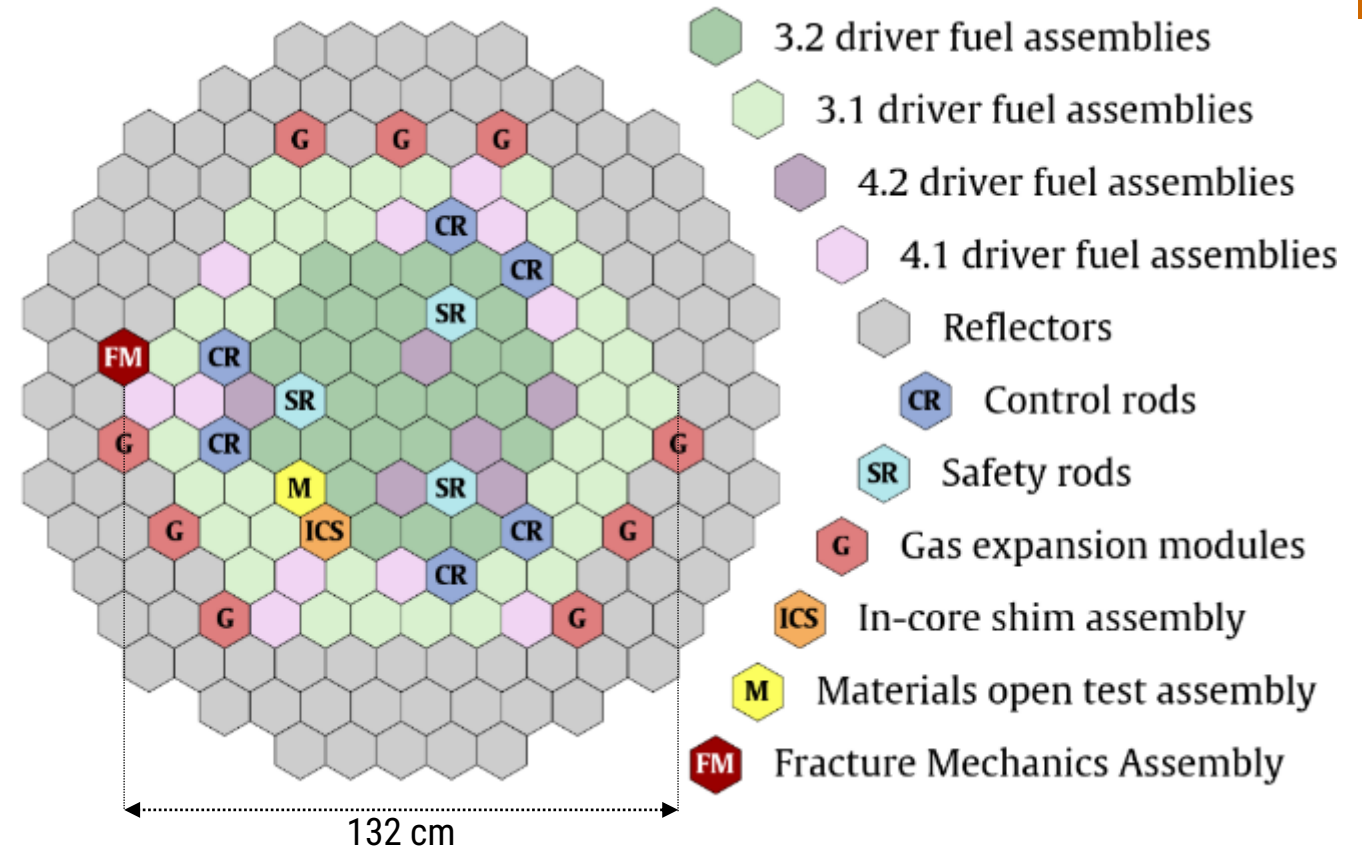 G G G
CR
CR
SR
FM CR
SR
G CR G
M SR
G ICS CR G
CR
G G
132 cm
3.2 driver fuel assemblies
3.1 driver fuel assemblies
4.2 driver fuel assemblies
4.1 driver fuel assemblies
Reflectors
CR Control rods
SR Safety rods
G Gas expansion modules
ICS In-core shim assembly
M Materials open test assembly
FM Fracture Mechanics Assembly